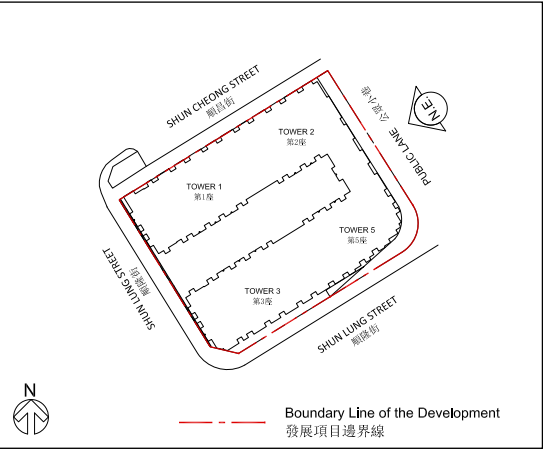 SHUN CHEONG STREET
順昌街
公眾小巷
N.E.
PUBLIC LANE
TOWER 2
第2座
TOWER 1
第1座
TOWER 5
第5座
SHUN LUNG STREET
順隆街
TOWER 3
第3座
SHUN LUNG STREET
順隆街
N
Boundary Line of the Development
發展項目邊界線